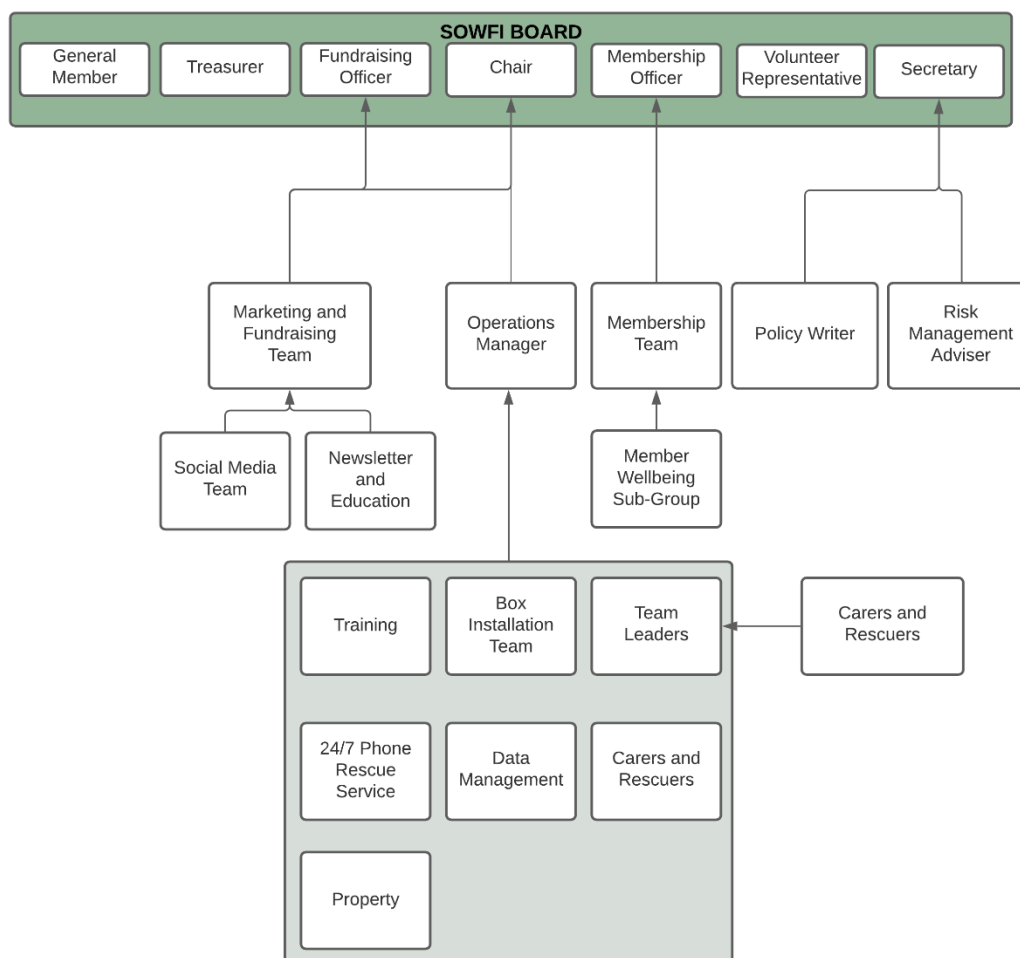 SOWFI BOARD
General
Member
Treasurer
Fundraising
Officer
Chair
Membership
Officer
Volunteer
Representative
Secretary
Marketing and
Fundraising
Team
Operations
Manager
Membership
Team
Policy Writer
Risk
Management
Adviser
Social Media
Team
Newsletter
and
Education
Member
Wellbeing
Sub-Group
Training
Box
Installation
Team
Team
Leaders
Carers and
Rescuers
24/7 Phone
Rescue
Service
Data
Management
Carers and
Rescuers
Property